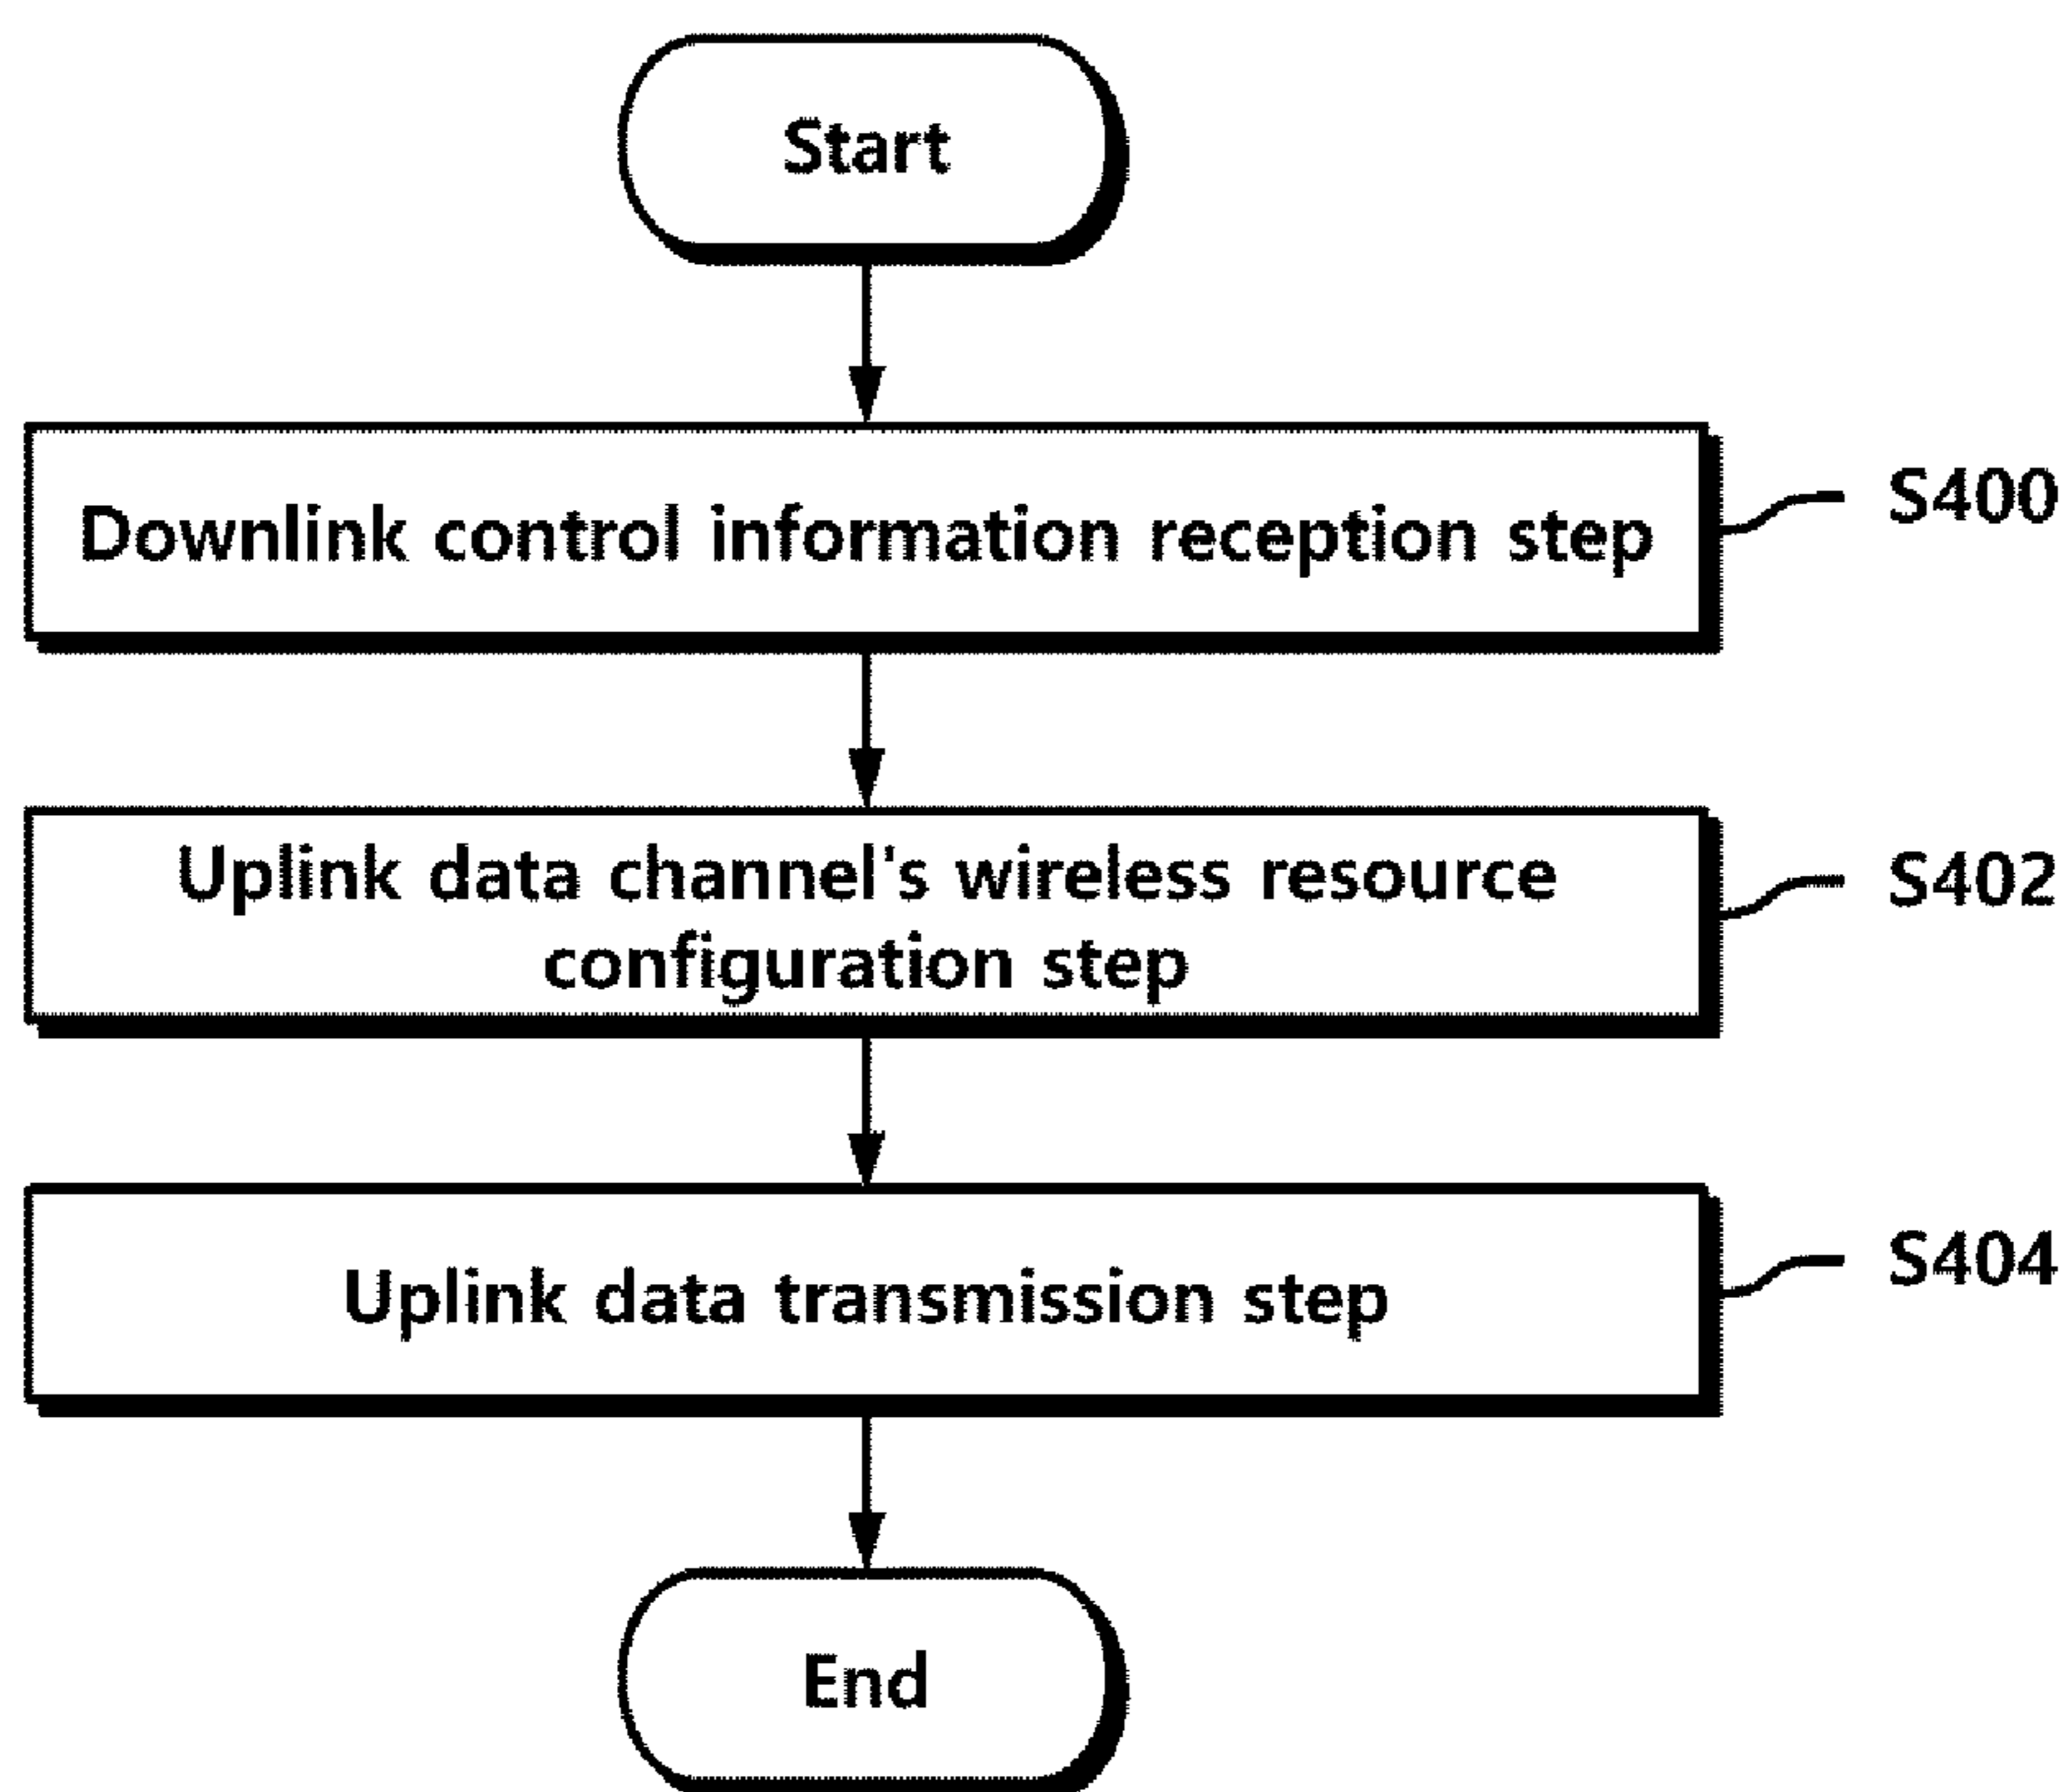 Start
Downlink control information reception step
S400
Uplink data channel's wireless resource
configuration step
S402
Uplink data transmission step
S404
End